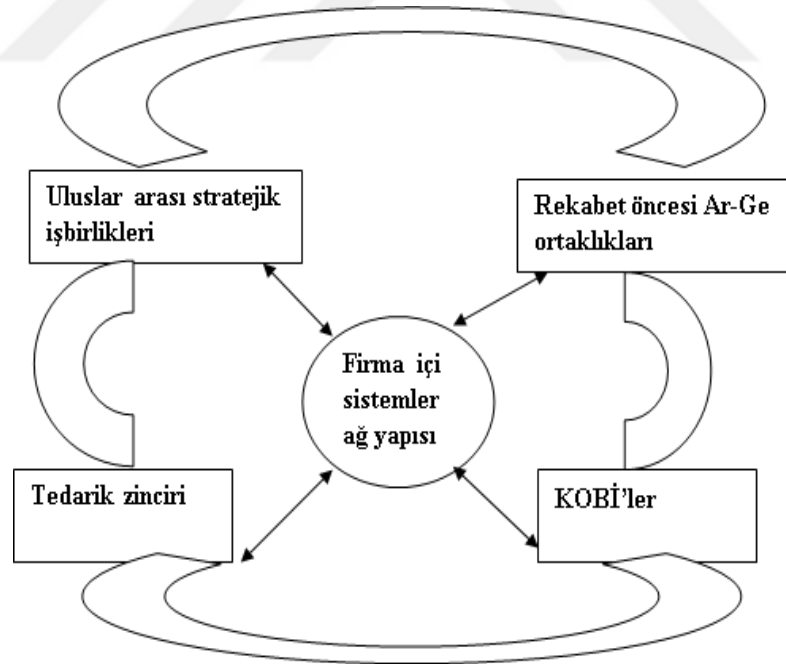 Uluslar arası stratejik
işbirlikleri
Rekabet öncesi Ar-Ge
ortaklıkları
Firma içi
sistemler
ağ yapısı
Tedarik zinciri
KOBİ’ler